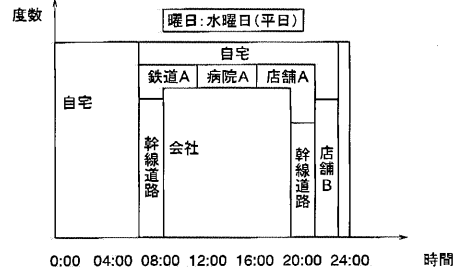 度数
曜日:水曜日(平日)
自宅
鉄道A 病院A 店舗A
自宅
幹線道路
会社
幹線道路
店舗B
0:00 04:00 08:00 12:00 16:00 20:00 24:00 時間